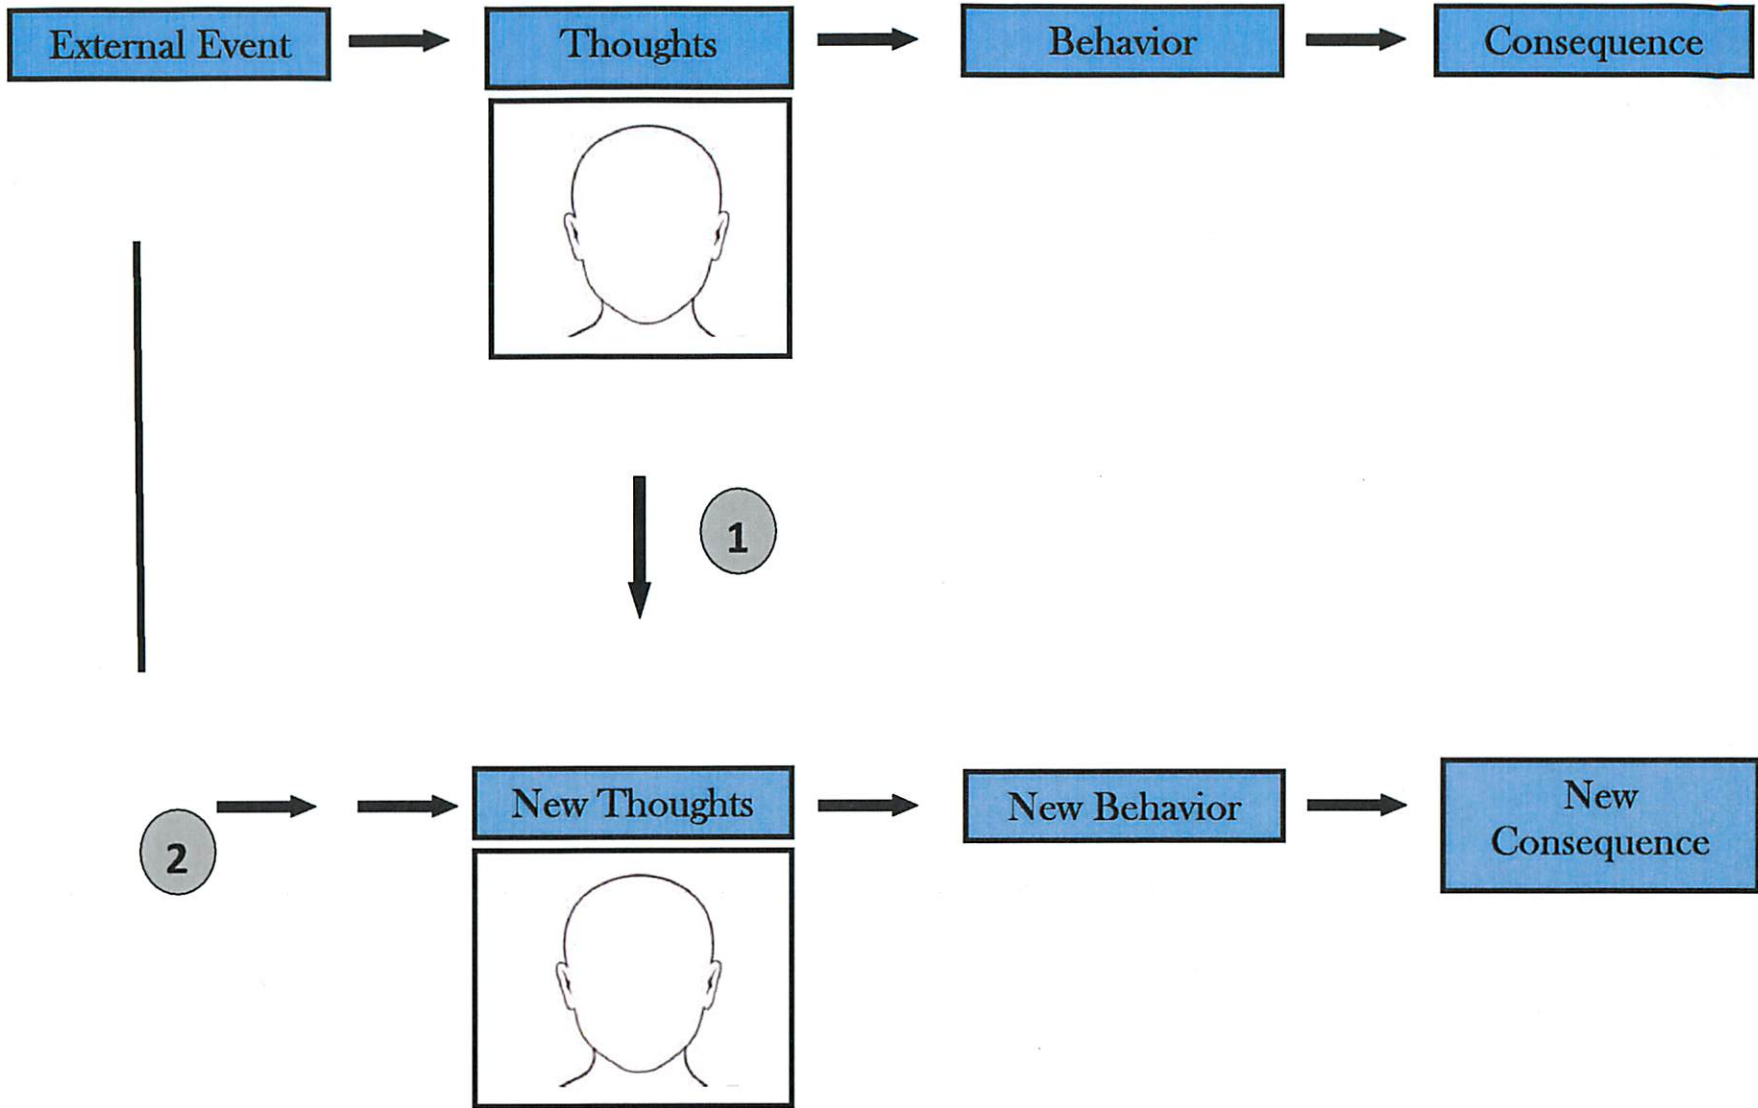 External Event
Thoughts
Behavior
Consequence
1
2
New Thoughts
New Behavior
New
Consequence